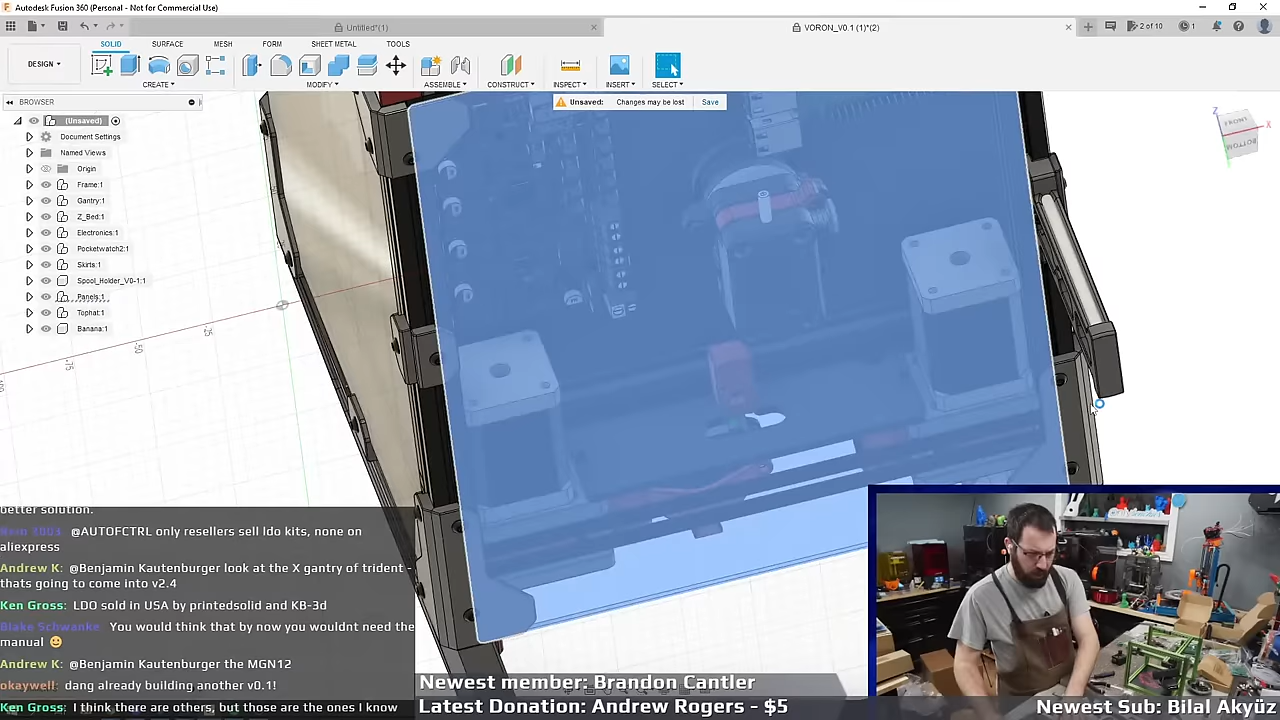 Autodesk Fusion 360 (Personal - Not for Commercial Use)
Untitled*(1)
VORON_V0.1 (1)*(2)
2 of 10
1
DESIGN
SOLID
SURFACE
MESH
FORM
SHEET METAL
TOOLS
CREATE
MODIFY
ASSEMBLE
CONSTRUCT
INSPECT
INSERT
SELECT
BROWSER
Unsaved: Changes may be lost
Save
(Unsaved)
Document Settings
Named Views
Origin
Frame:1
Gantry:1
Z_Bed:1
Electronics:1
Pocketwatch2:1
Skirts:1
Spool_Holder_V0-1:1
Panels:1
Tophat:1
Banana:1
Z
X
FRONT
BOTTOM
25
50
75
better solution.
@AUTOFCTRL only resellers sell ldo kits, none on
aliexpress
Andrew K: @Benjamin Kautenburger look at the X gantry of trident -
thats going to come into v2.4
Ken Gross: LDO sold in USA by printedsolid and KB-3d
Blake Schwanke: You would think that by now you wouldnt need the
manual
Andrew K: @Benjamin Kautenburger the MGN12
okaywell: dang already building another v0.1!
Ken Gross: I think there are others, but those are the ones I know
Newest member: Brandon Cantler
Latest Donation: Andrew Rogers - $5
Newest Sub: Bilal Akyüz